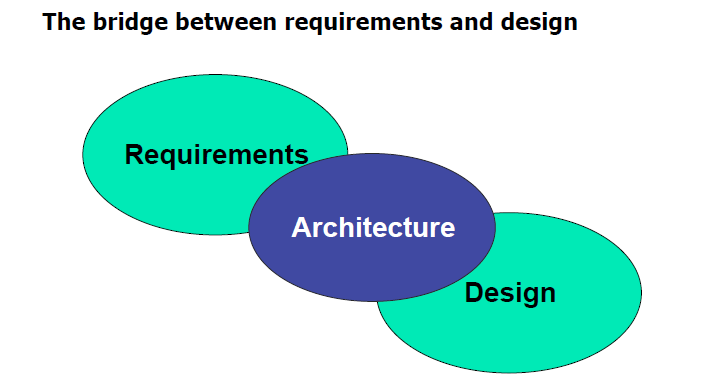 The bridge between requirements and design
Requirements
Architecture
Design